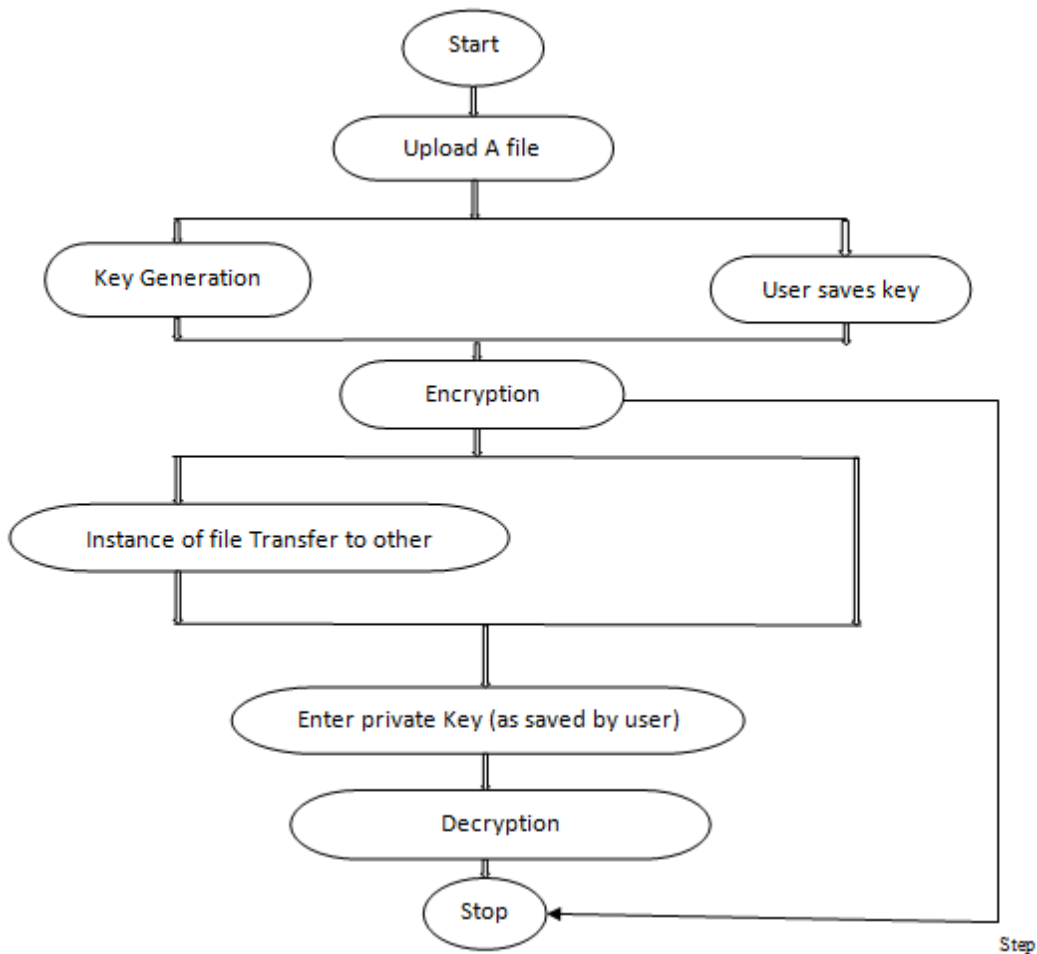 Start
Upload A file
Key Generation
User saves key
Encryption
Instance of file Transfer to other
Enter private Key (as saved by user)
Decryption
Stop
Step